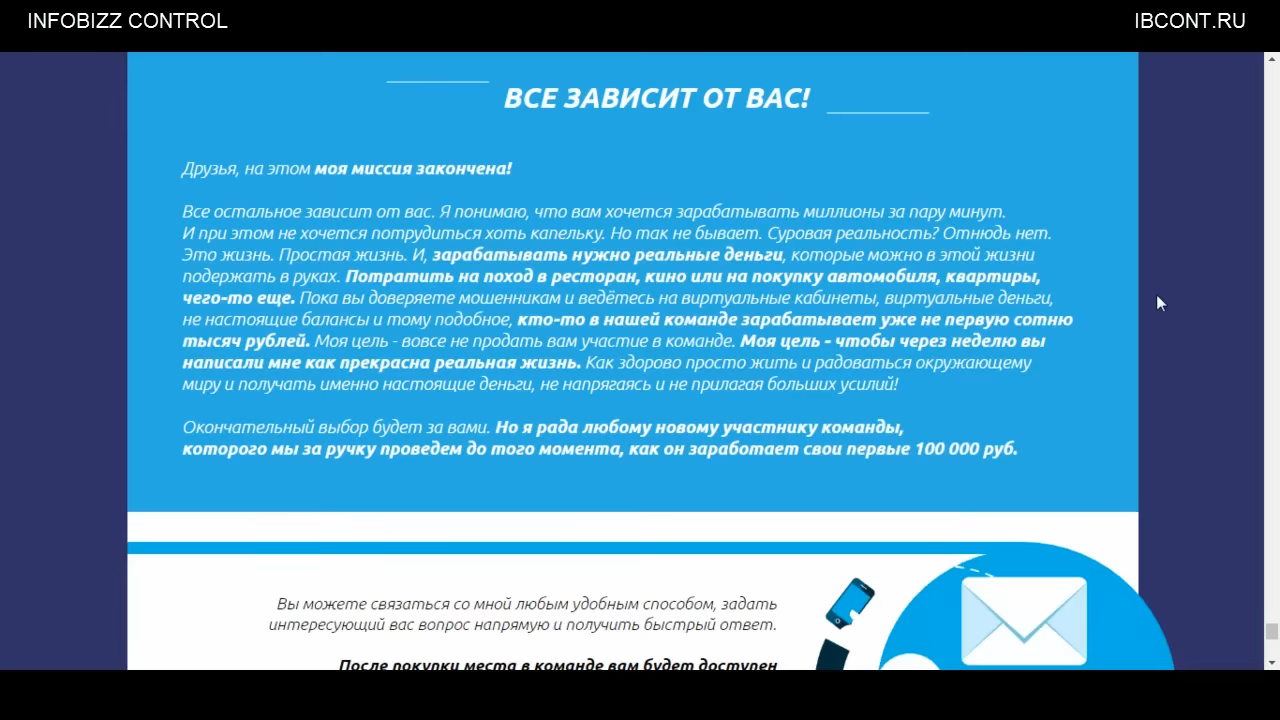 INFOBIZZ CONTROL
IBCONT.RU
ВСЕ ЗАВИСИТ ОТ ВАС!
Друзья, на этом моя миссия закончена!
Все остальное зависит от вас. Я понимаю, что вам хочется зарабатывать миллионы за пару минут.
И при этом не хочется потрудиться хоть капельку. Но так не бывает. Суровая реальность? Отнюдь нет.
Это жизнь. Простая жизнь. И, зарабатывать нужно реальные деньги, которые можно в этой жизни
подержать в руках. Потратить на поход в ресторан, кино или на покупку автомобиля, квартиры,
чего-то еще. Пока вы доверяете мошенникам и ведётесь на виртуальные кабинеты, виртуальные деньги,
не настоящие балансы и тому подобное, кто-то в нашей команде зарабатывает уже не первую сотню
тысяч рублей. Моя цель - вовсе не продать вам участие в команде. Моя цель - чтобы через неделю вы
написали мне как прекрасна реальная жизнь. Как здорово просто жить и радоваться окружающему
миру и получать именно настоящие деньги, не напрягаясь и не прилагая больших усилий!
Окончательный выбор будет за вами. Но я рада любому новому участнику команды,
которого мы за ручку проведем до того момента, как он заработает свои первые 100 000 руб.
Вы можете связаться со мной любым удобным способом, задать
интересующий вас вопрос напрямую и получить быстрый ответ.
После покупки места в команде вам будет доступен